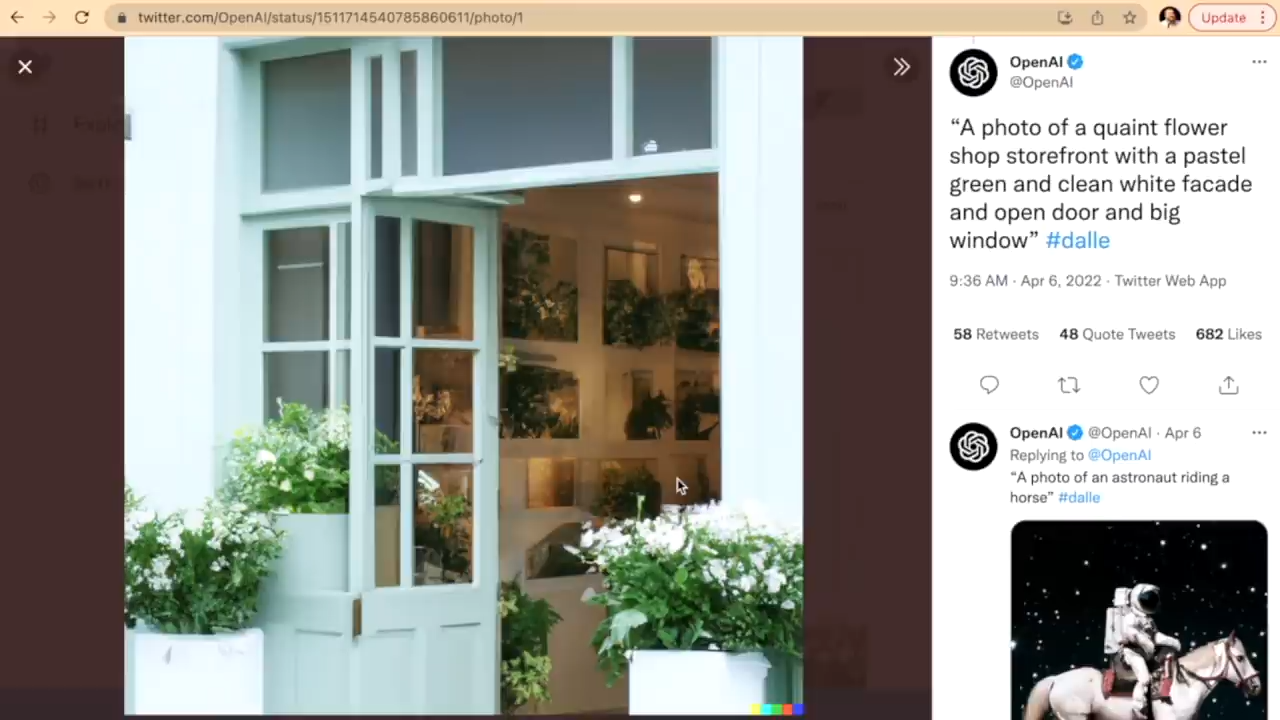 twitter.com/OpenAI/status/1511714540785860611/photo/1
Update
OpenAI
@OpenAI
“A photo of a quaint flower
shop storefront with a pastel
green and clean white facade
and open door and big
window” #dalle
9:36 AM · Apr 6, 2022 · Twitter Web App
58 Retweets 48 Quote Tweets 682 Likes
OpenAI @OpenAI · Apr 6
Replying to @OpenAI
“A photo of an astronaut riding a
horse” #dalle